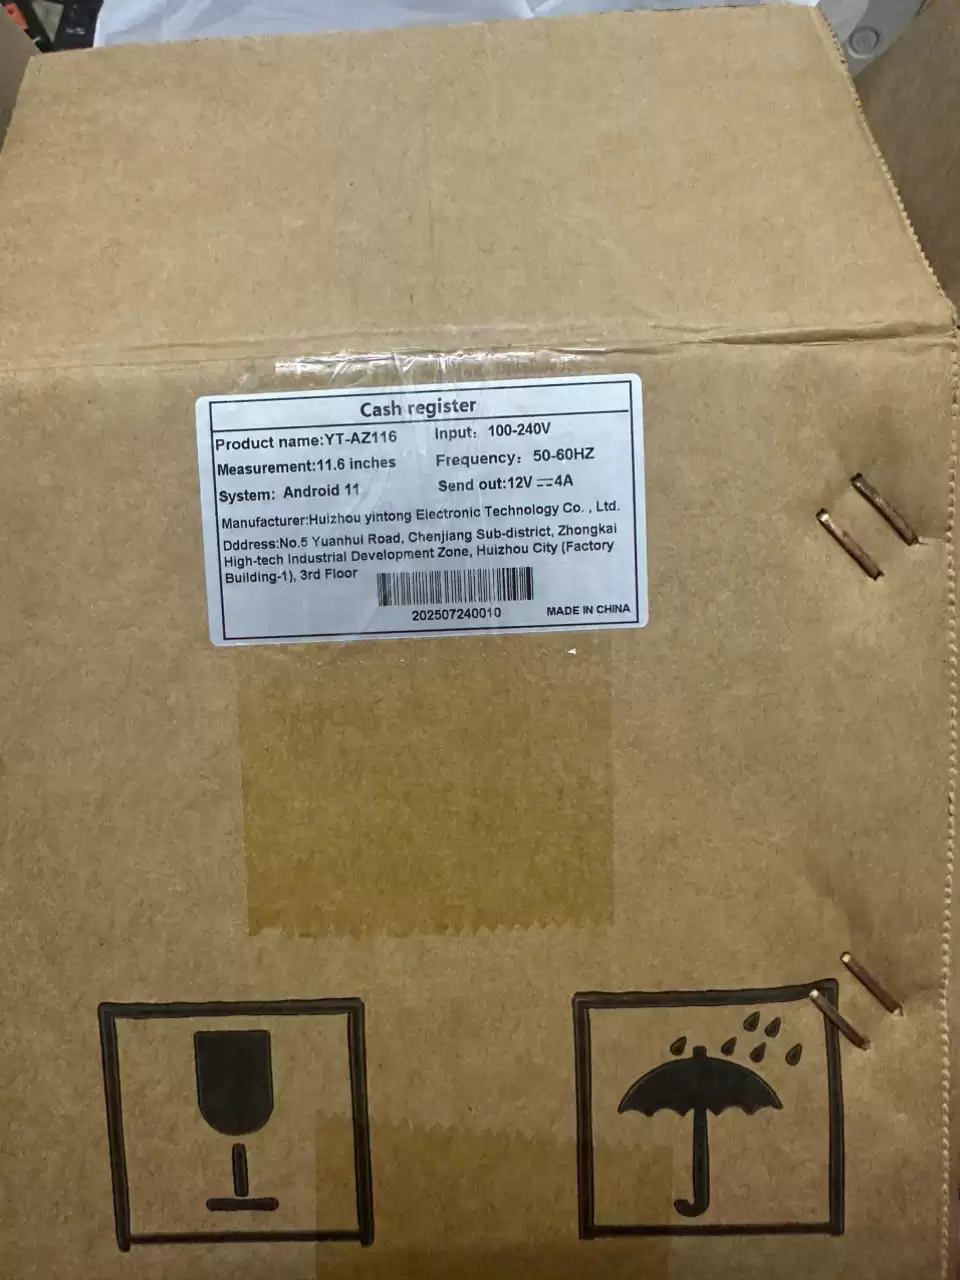 Cash register
Product name:YT-AZ116
Input: 100-240V
Measurement:11.6 inches
Frequency: 50-60HZ
System: Android 11
Send out:12V ⎓4A
Manufacturer:Huizhou yintong Electronic Technology Co. , Ltd.
Dddress:No.5 Yuanhui Road, Chenjiang Sub-district, Zhongkai
High-tech Industrial Development Zone, Huizhou City (Factory
Building-1), 3rd Floor
202507240010
MADE IN CHINA